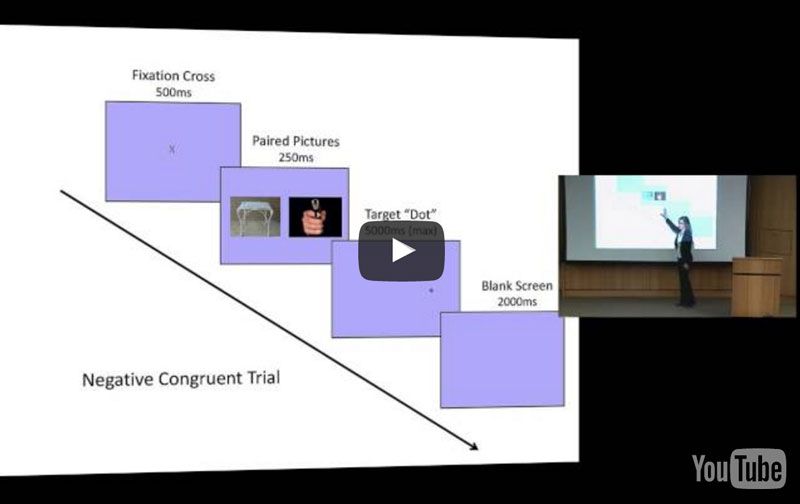 Fixation Cross
500ms
X
Paired Pictures
250ms
Target "Dot"
5000ms (max)
Blank Screen
2000ms
Negative Congruent Trial
YouTube